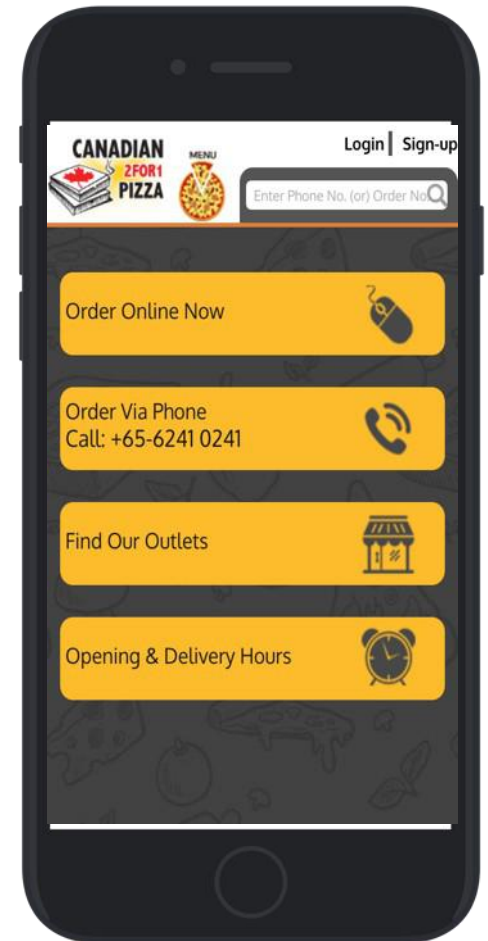 CANADIAN
2FOR1
PIZZA
MENU
Login | Sign-up
Enter Phone No. (or) Order No
Order Online Now
Order Via Phone
Call: +65-6241 0241
Find Our Outlets
Opening & Delivery Hours